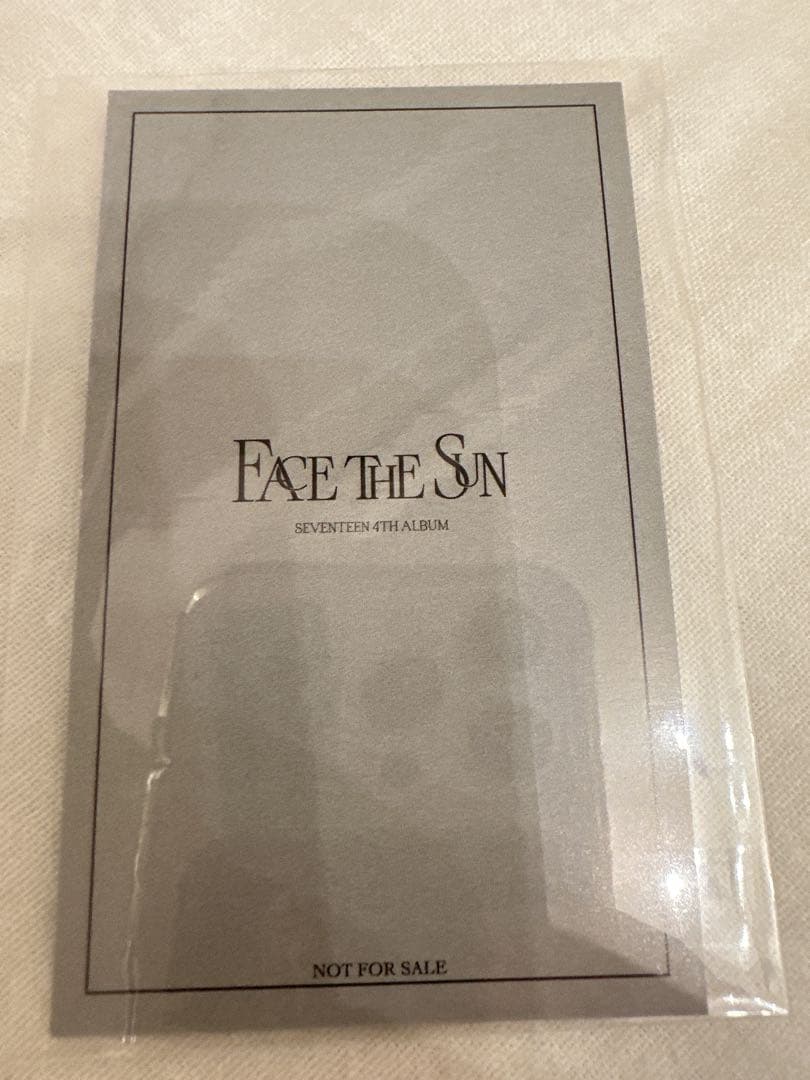 FACE THE SUN
SEVENTEEN 4TH ALBUM
NOT FOR SALE